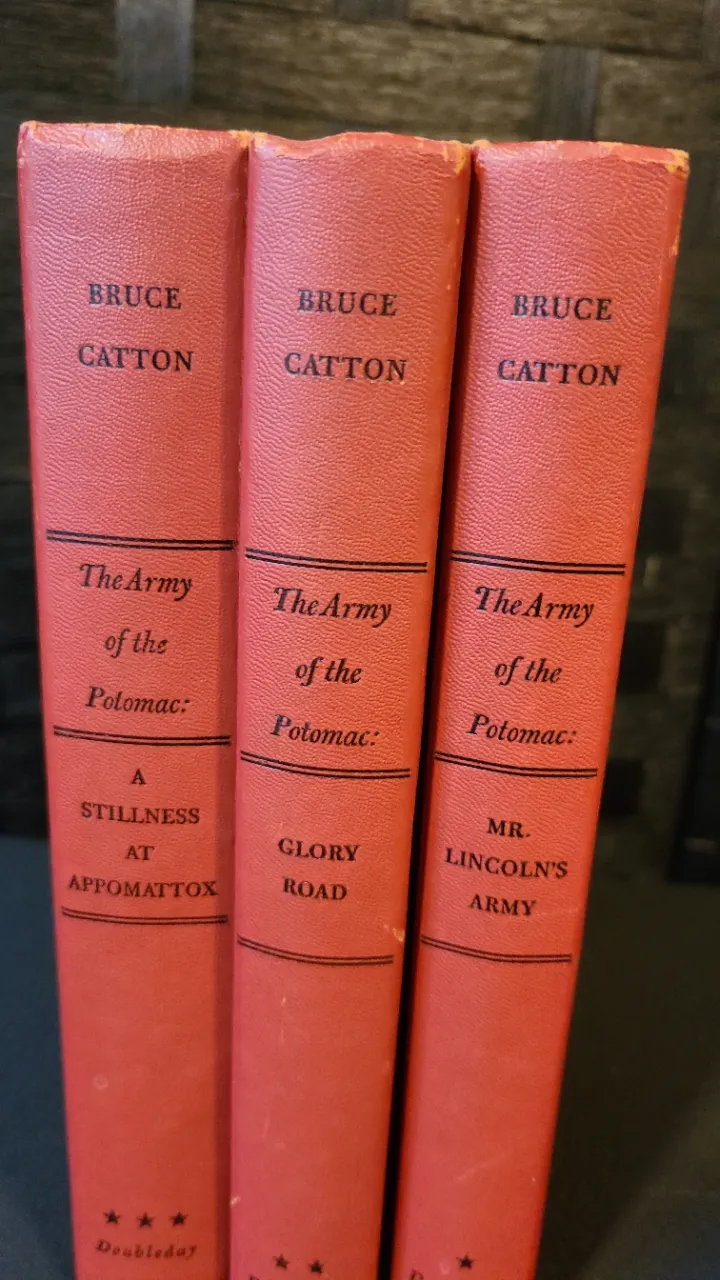 BRUCE
CATTON
The Army
of the
Potomac:
A
STILLNESS
AT
APPOMATTOX
★ ★ ★
Doubleday
BRUCE
CATTON
The Army
of the
Potomac:
GLORY
ROAD
★ ★
BRUCE
CATTON
The Army
of the
Potomac:
MR.
LINCOLN'S
ARMY
★